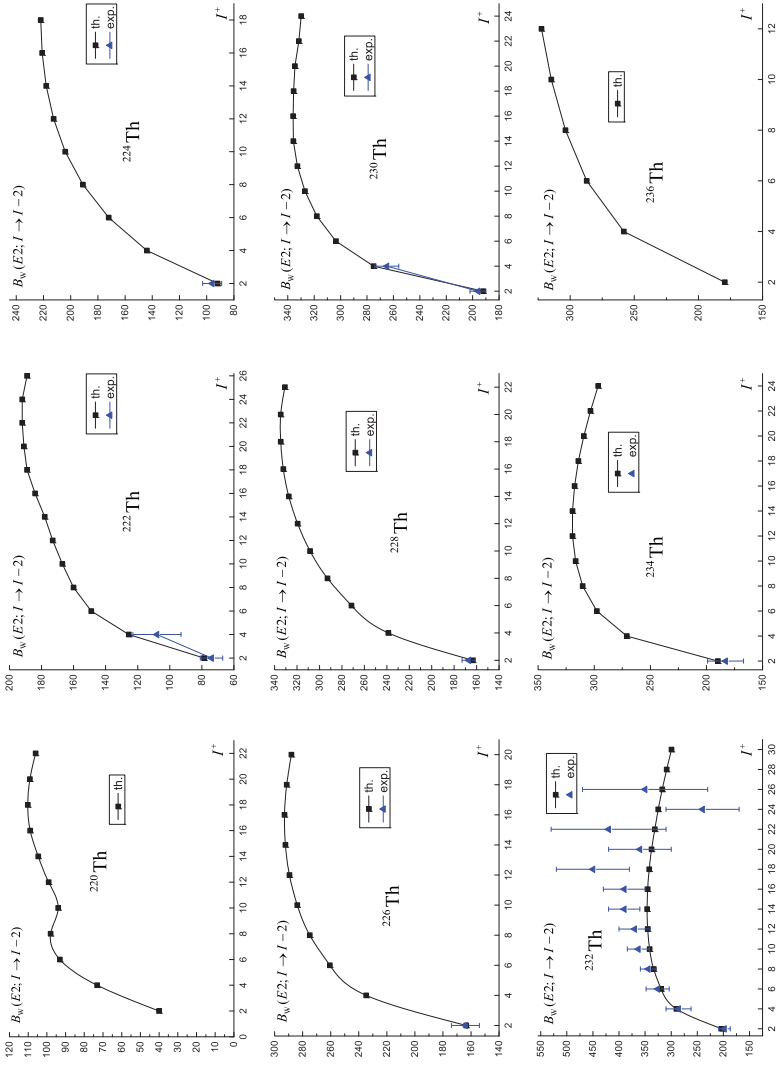 B_W(E2; I → I − 2)
120
110
100
90
80
70
60
50
40
30
20
10
0
²²⁰Th
th.
I⁺
2 4 6 8 10 12 14 16 18 20 22
B_W(E2; I → I − 2)
200
180
160
140
120
100
80
60
²²²Th
th.
exp.
I⁺
2 4 6 8 10 12 14 16 18 20 22 24 26
B_W(E2; I → I − 2)
240
220
200
180
160
140
120
100
80
²²⁴Th
th.
exp.
I⁺
2 4 6 8 10 12 14 16 18
B_W(E2; I → I − 2)
300
280
260
240
220
200
180
160
140
²²⁶Th
th.
exp.
I⁺
2 4 6 8 10 12 14 16 18 20
B_W(E2; I → I − 2)
340
320
300
280
260
240
220
200
180
160
140
²²⁸Th
th.
exp.
I⁺
2 4 6 8 10 12 14 16 18 20 22
B_W(E2; I → I − 2)
340
320
300
280
260
240
220
200
180
²³⁰Th
th.
exp.
I⁺
2 4 6 8 10 12 14 16 18 20 22 24
B_W(E2; I → I − 2)
550
500
450
400
350
300
250
200
150
²³²Th
th.
exp.
I⁺
2 4 6 8 10 12 14 16 18 20 22 24 26 28 30
B_W(E2; I → I − 2)
350
300
250
200
150
²³⁴Th
th.
exp.
I⁺
2 4 6 8 10 12 14 16 18 20 22 24
B_W(E2; I → I − 2)
300
250
200
150
²³⁶Th
th.
I⁺
2 4 6 8 10 12